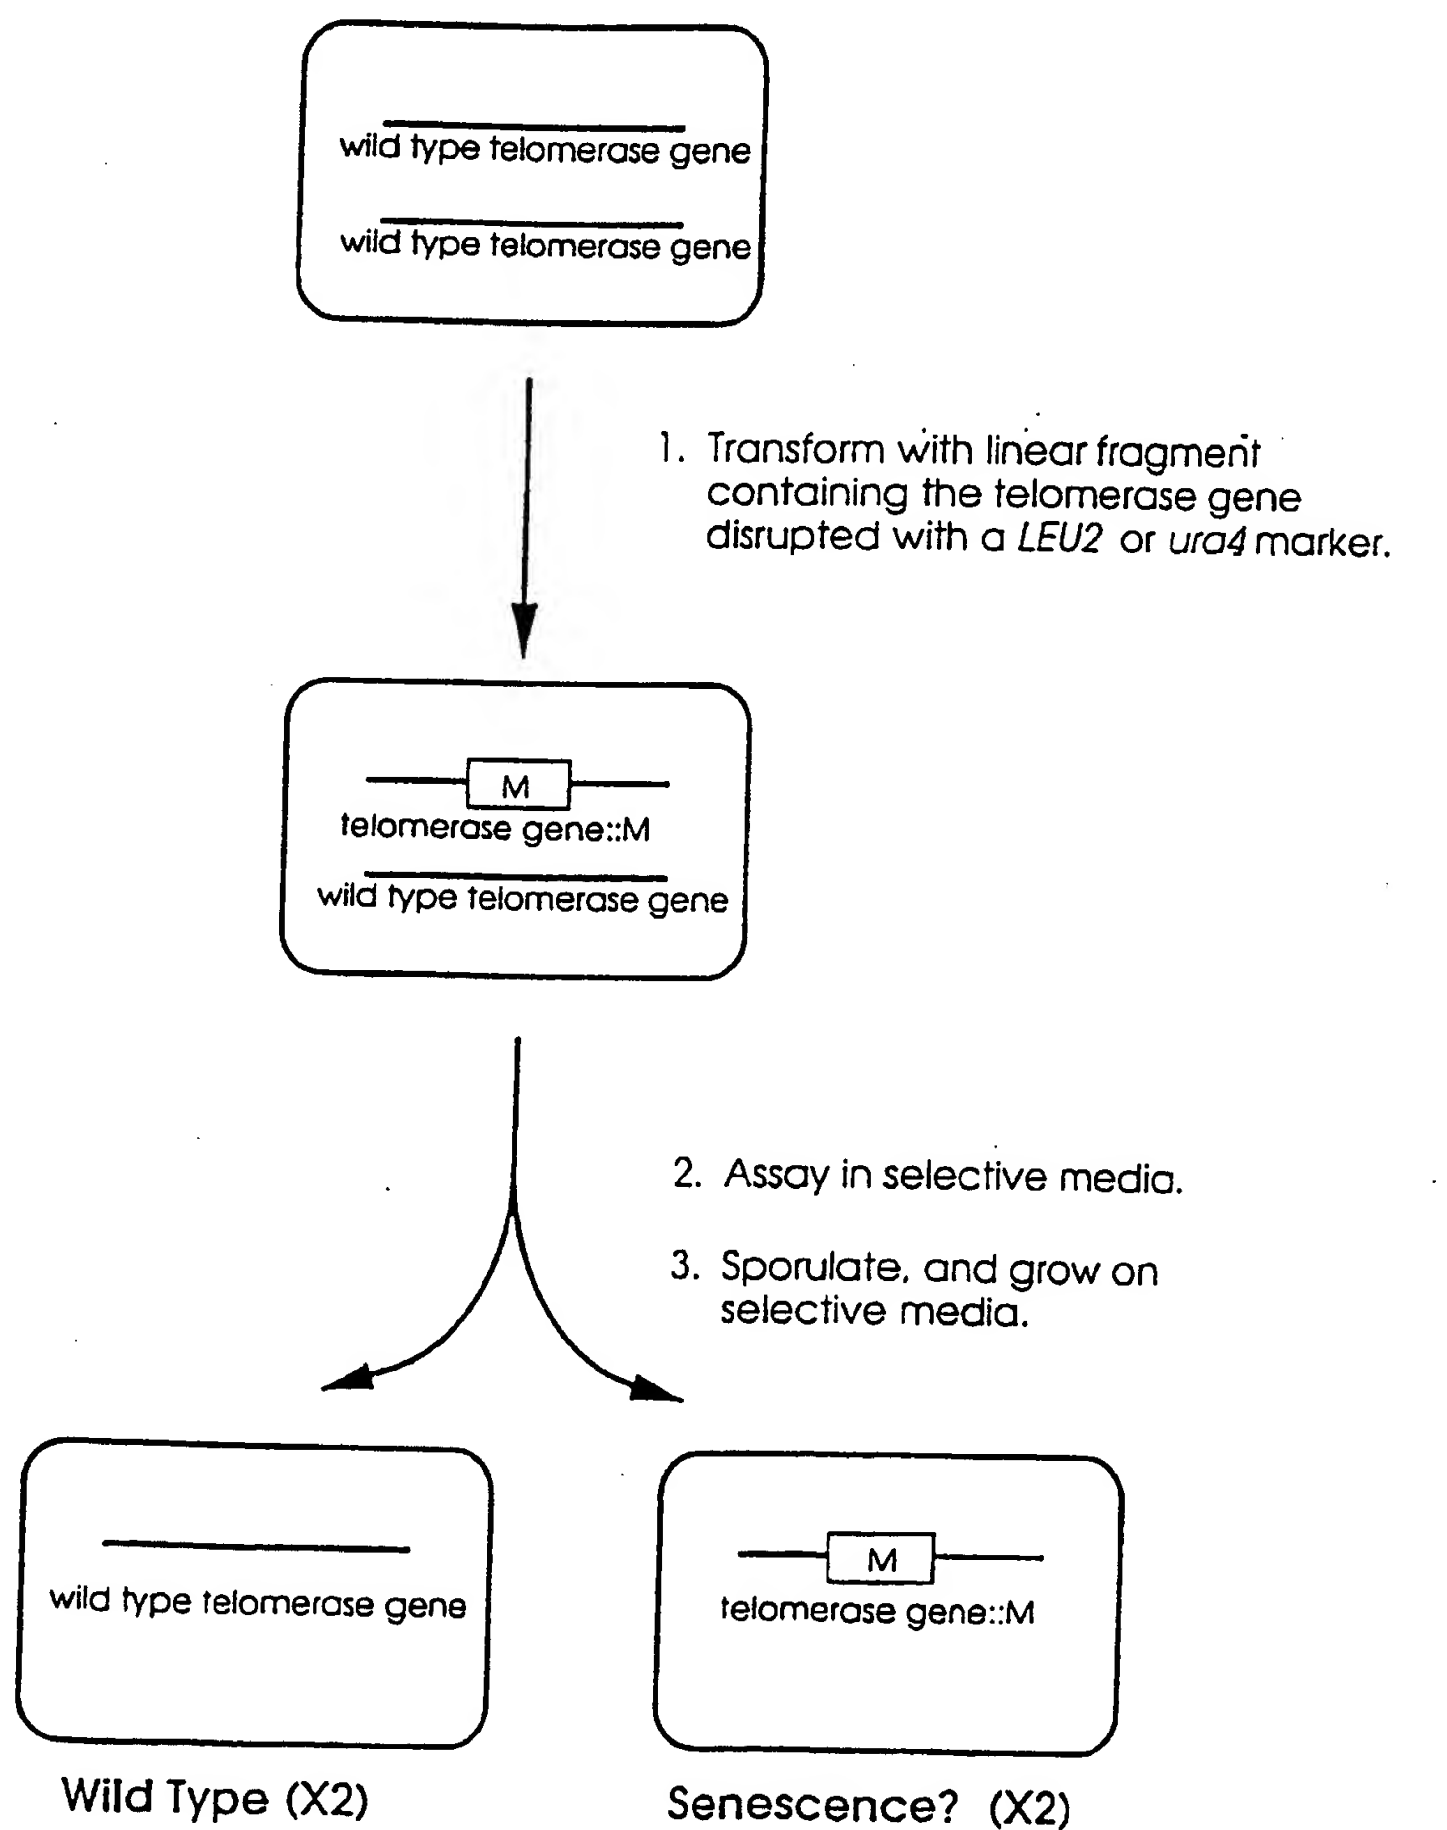 wild type telomerase gene
wild type telomerase gene
1. Transform with linear fragment
containing the telomerase gene
disrupted with a LEU2 or ura4 marker.
M
telomerase gene::M
wild type telomerase gene
2. Assay in selective media.
3. Sporulate, and grow on
selective media.
wild type telomerase gene
M
telomerase gene::M
Wild Type (X2)
Senescence? (X2)